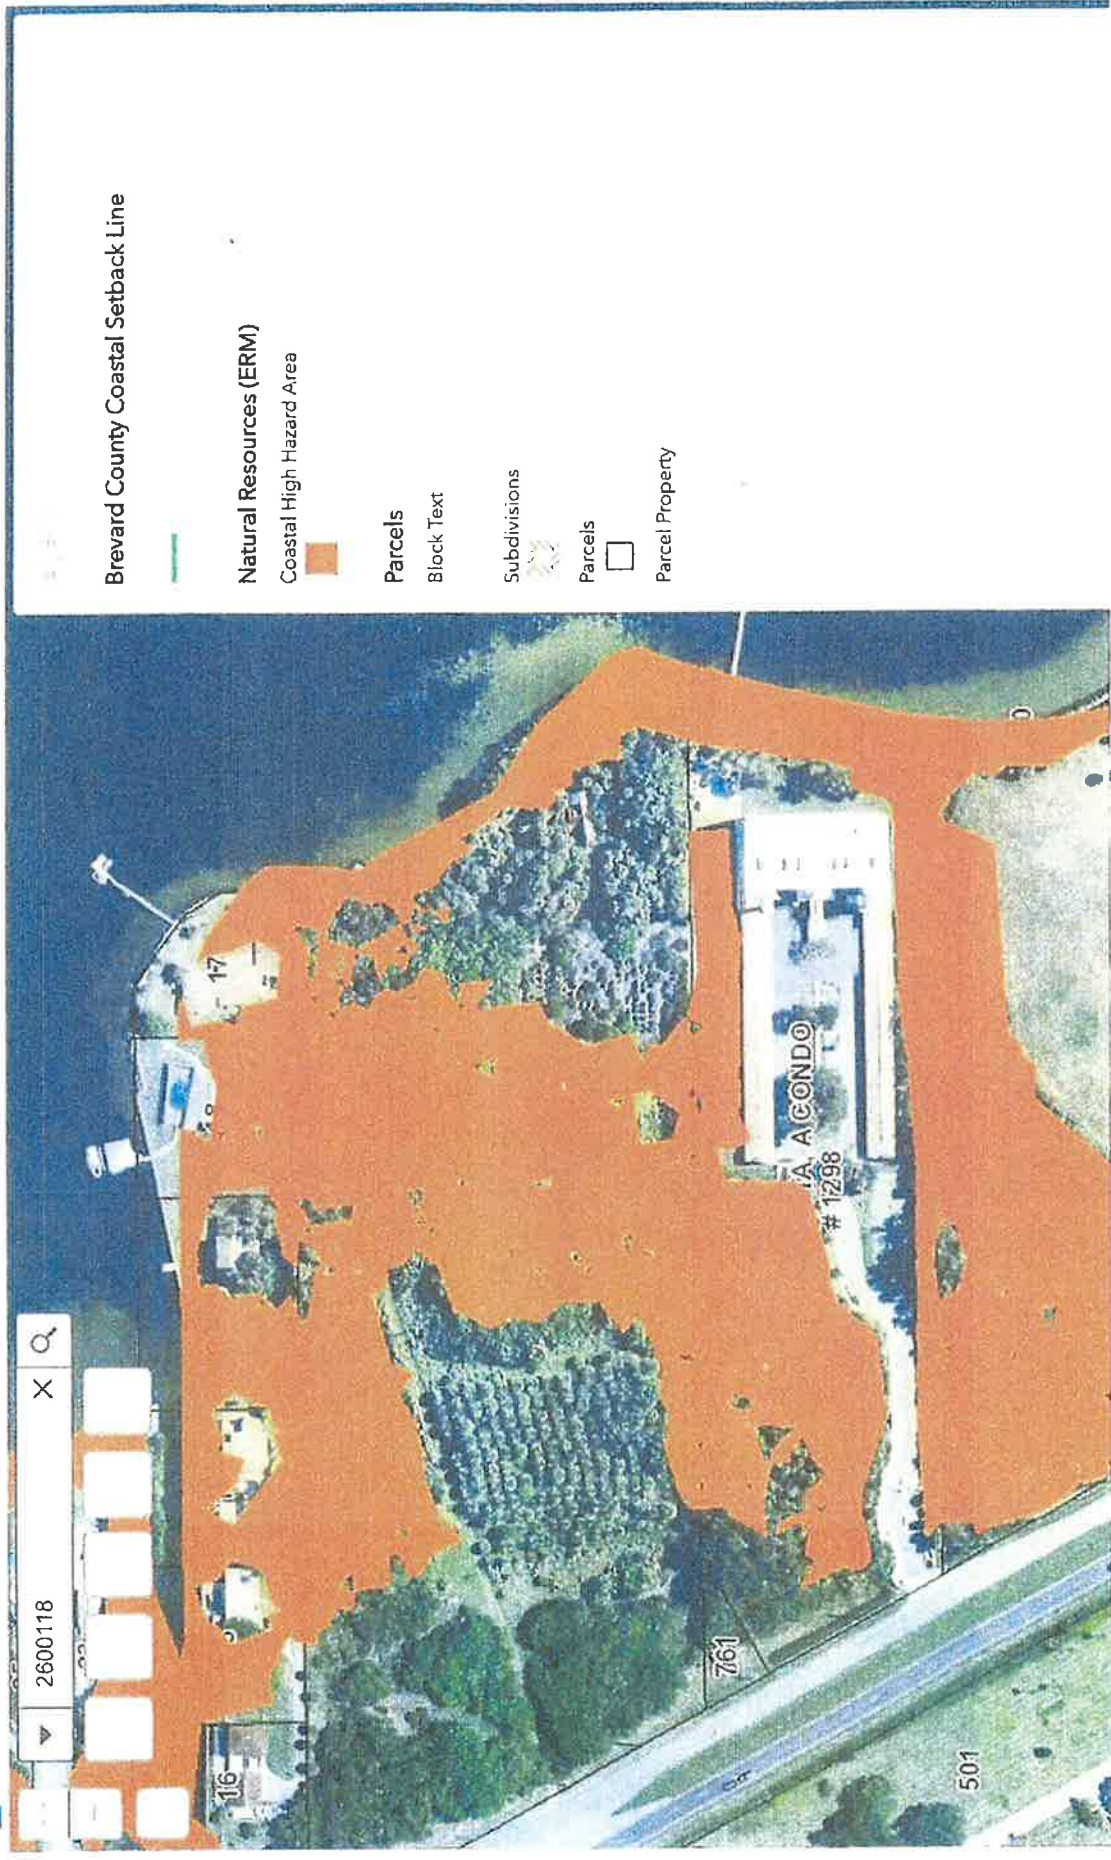 2600118
X
16
17
761
501
IA, A CONDO
# 1298
Brevard County Coastal Setback Line
Natural Resources (ERM)
Coastal High Hazard Area
Parcels
Block Text
Subdivisions
Parcels
Parcel Property